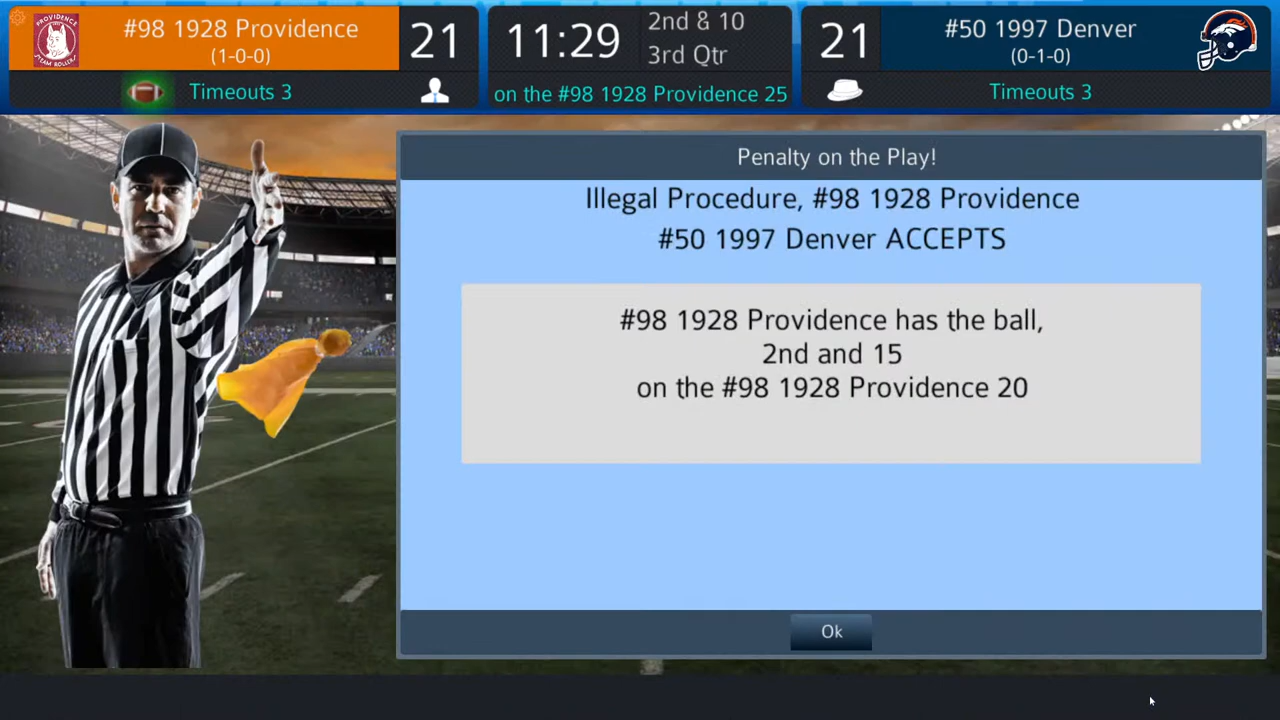 #98 1928 Providence
(1-0-0)
21
Timeouts 3
11:29
2nd & 10
3rd Qtr
on the #98 1928 Providence 25
21
#50 1997 Denver
(0-1-0)
Timeouts 3
PROVIDENCE
STEAM ROLLERS
Penalty on the Play!
Illegal Procedure, #98 1928 Providence
#50 1997 Denver ACCEPTS
#98 1928 Providence has the ball,
2nd and 15
on the #98 1928 Providence 20
Ok